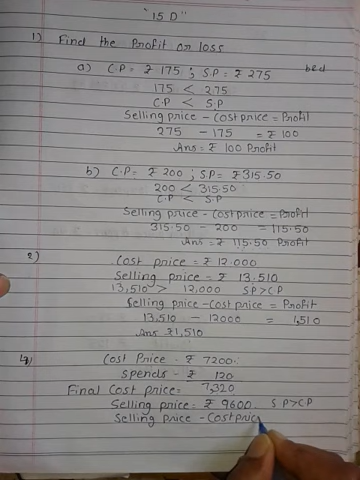 "15 D"
1) Find the Profit or loss
a) C.P = ₹ 175 ; S.P = ₹ 275
175 < 275
C.P < S.P
Selling price - Cost price = Profit
275 - 175 = ₹ 100
Ans = ₹ 100 Profit
b) C.P = ₹ 200 ; S.P = ₹ 315.50
200 < 315.50
C.P < S.P
Selling price - Cost price = Profit
315.50 - 200 = 115.50
Ans = ₹ 115.50 Profit
2) Cost price = ₹ 12.000
Selling price = ₹ 13.510
13,510 > 12,000 S.P > C.P
Selling price - Cost price = Profit
13,510 - 12000 = 1,510
Ans ₹1,510
4) Cost Price - ₹ 7200.
Spends - ₹ 120
Final Cost price = 7,320
Selling price = ₹ 9600. S.P > C.P
Selling price - Cost pric